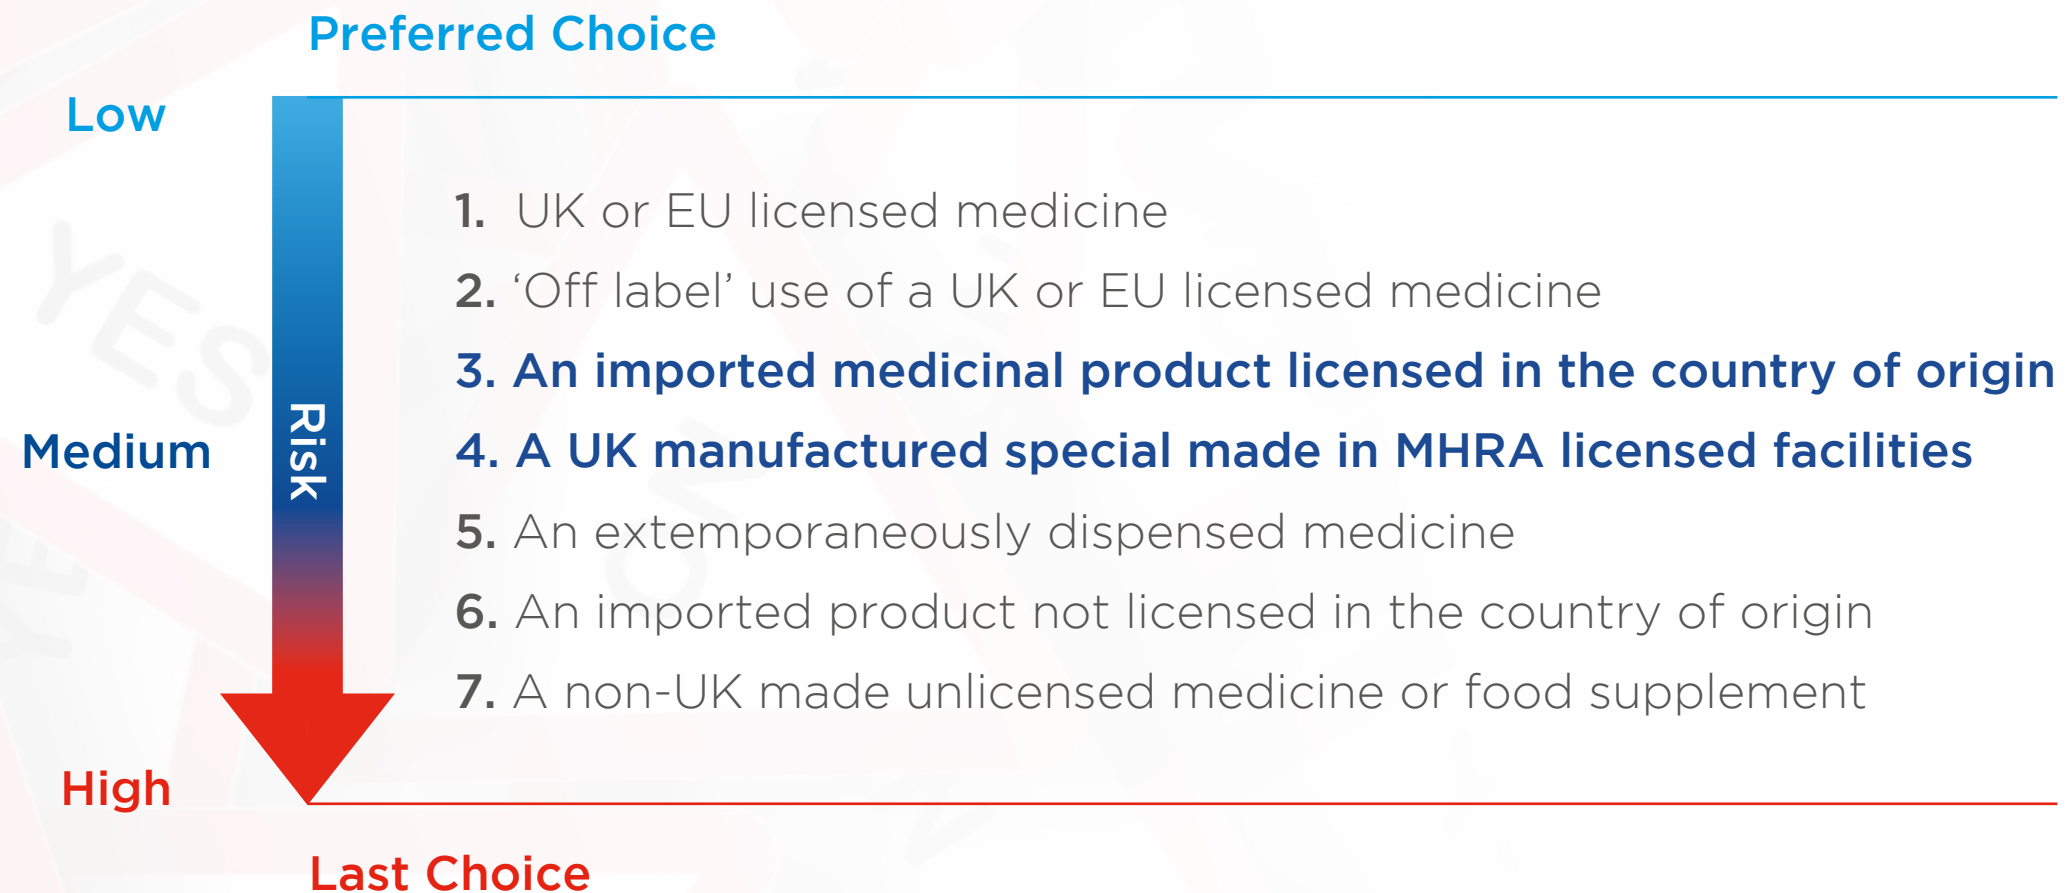 Preferred Choice
Low
1. UK or EU licensed medicine
2. ‘Off label’ use of a UK or EU licensed medicine
3. An imported medicinal product licensed in the country of origin
Medium
Risk
4. A UK manufactured special made in MHRA licensed facilities
5. An extemporaneously dispensed medicine
6. An imported product not licensed in the country of origin
7. A non-UK made unlicensed medicine or food supplement
High
Last Choice
YES
NO